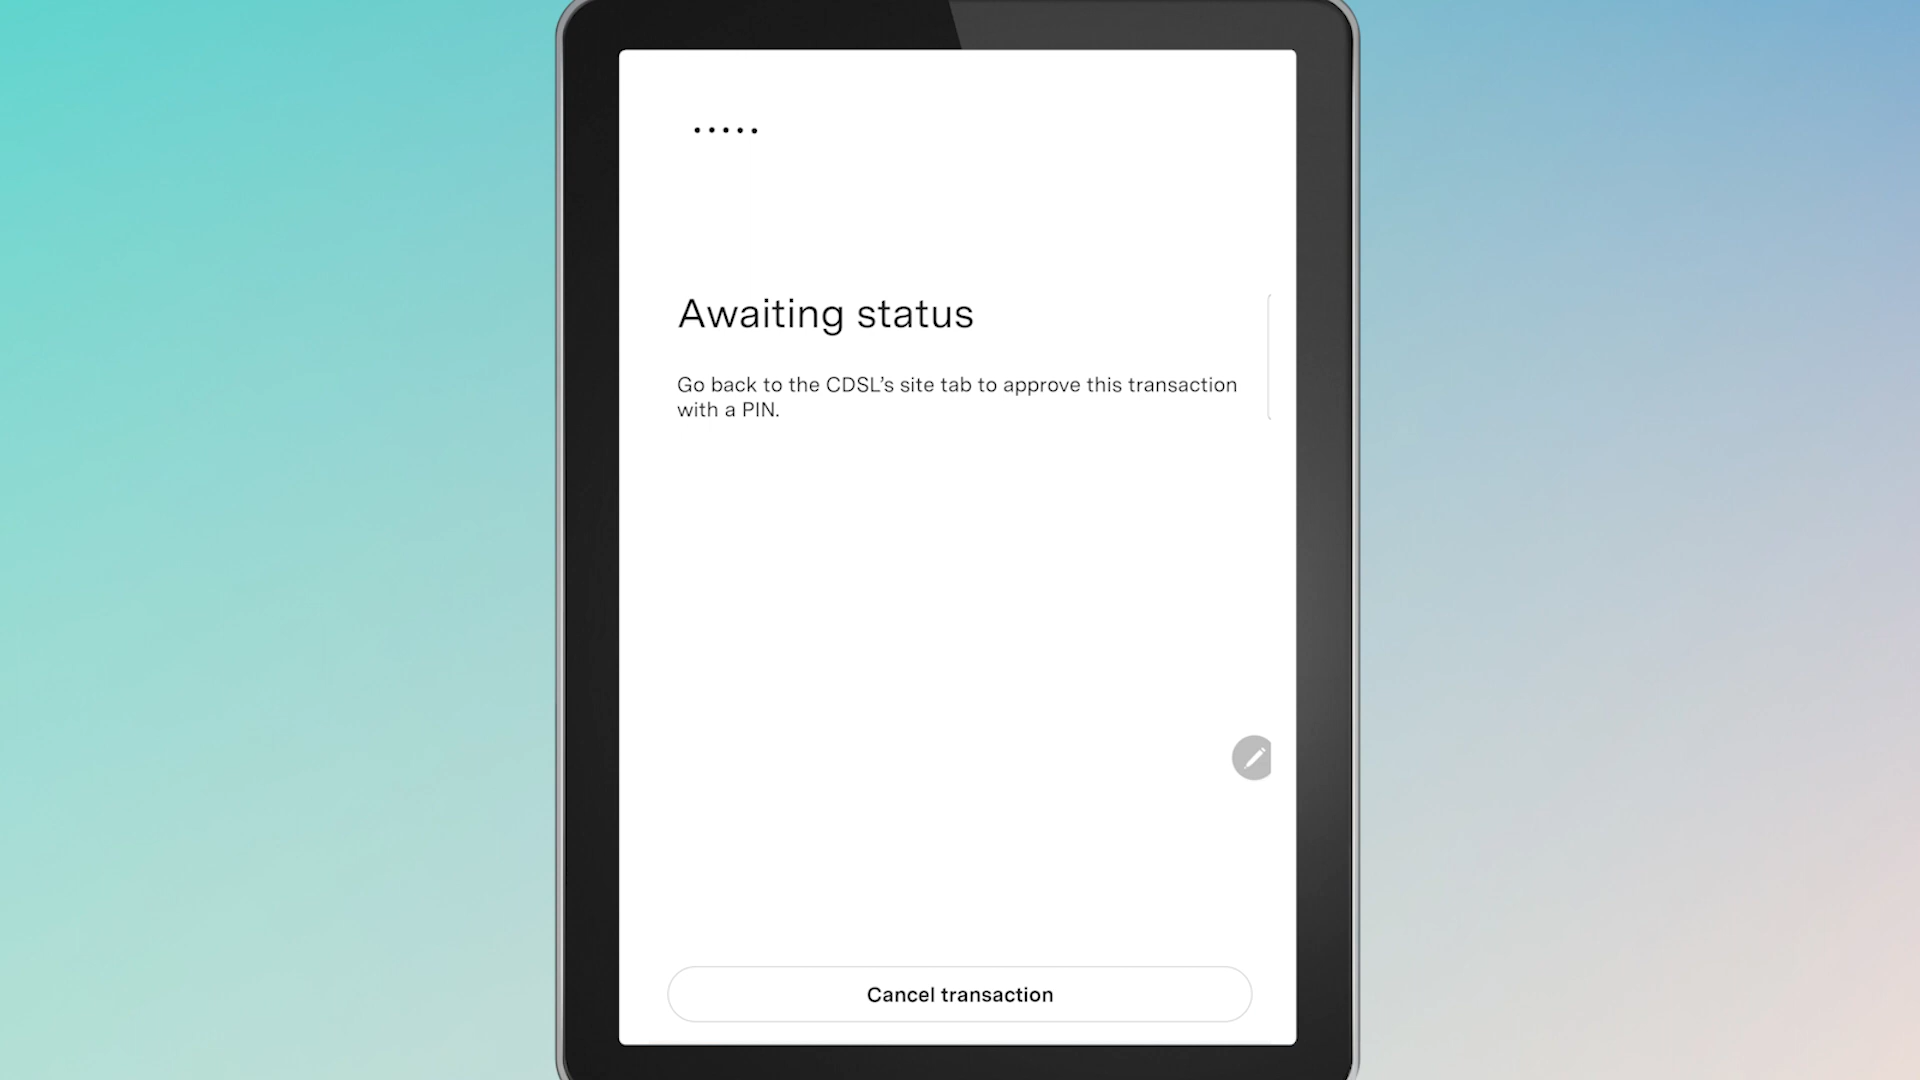 Awaiting status
Go back to the CDSL’s site tab to approve this transaction
with a PIN.
Cancel transaction